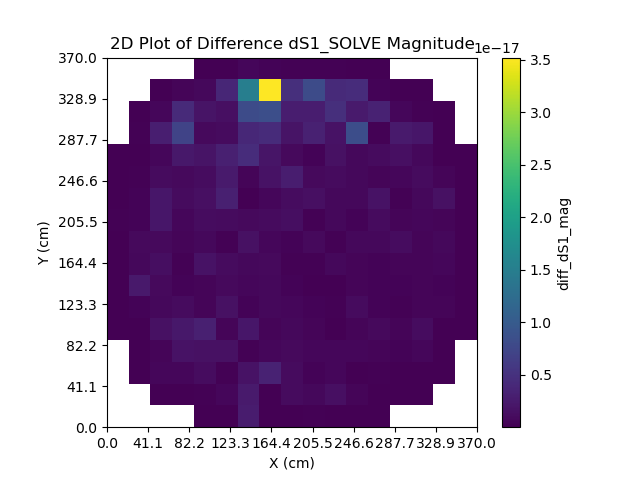 2D Plot of Difference dS1_SOLVE Magnitude
1e−17
370.0
328.9
287.7
246.6
205.5
164.4
123.3
82.2
41.1
0.0
Y (cm)
0.0 41.1 82.2 123.3 164.4 205.5 246.6 287.7 328.9 370.0
X (cm)
3.5
3.0
2.5
2.0
1.5
1.0
0.5
diff_dS1_mag